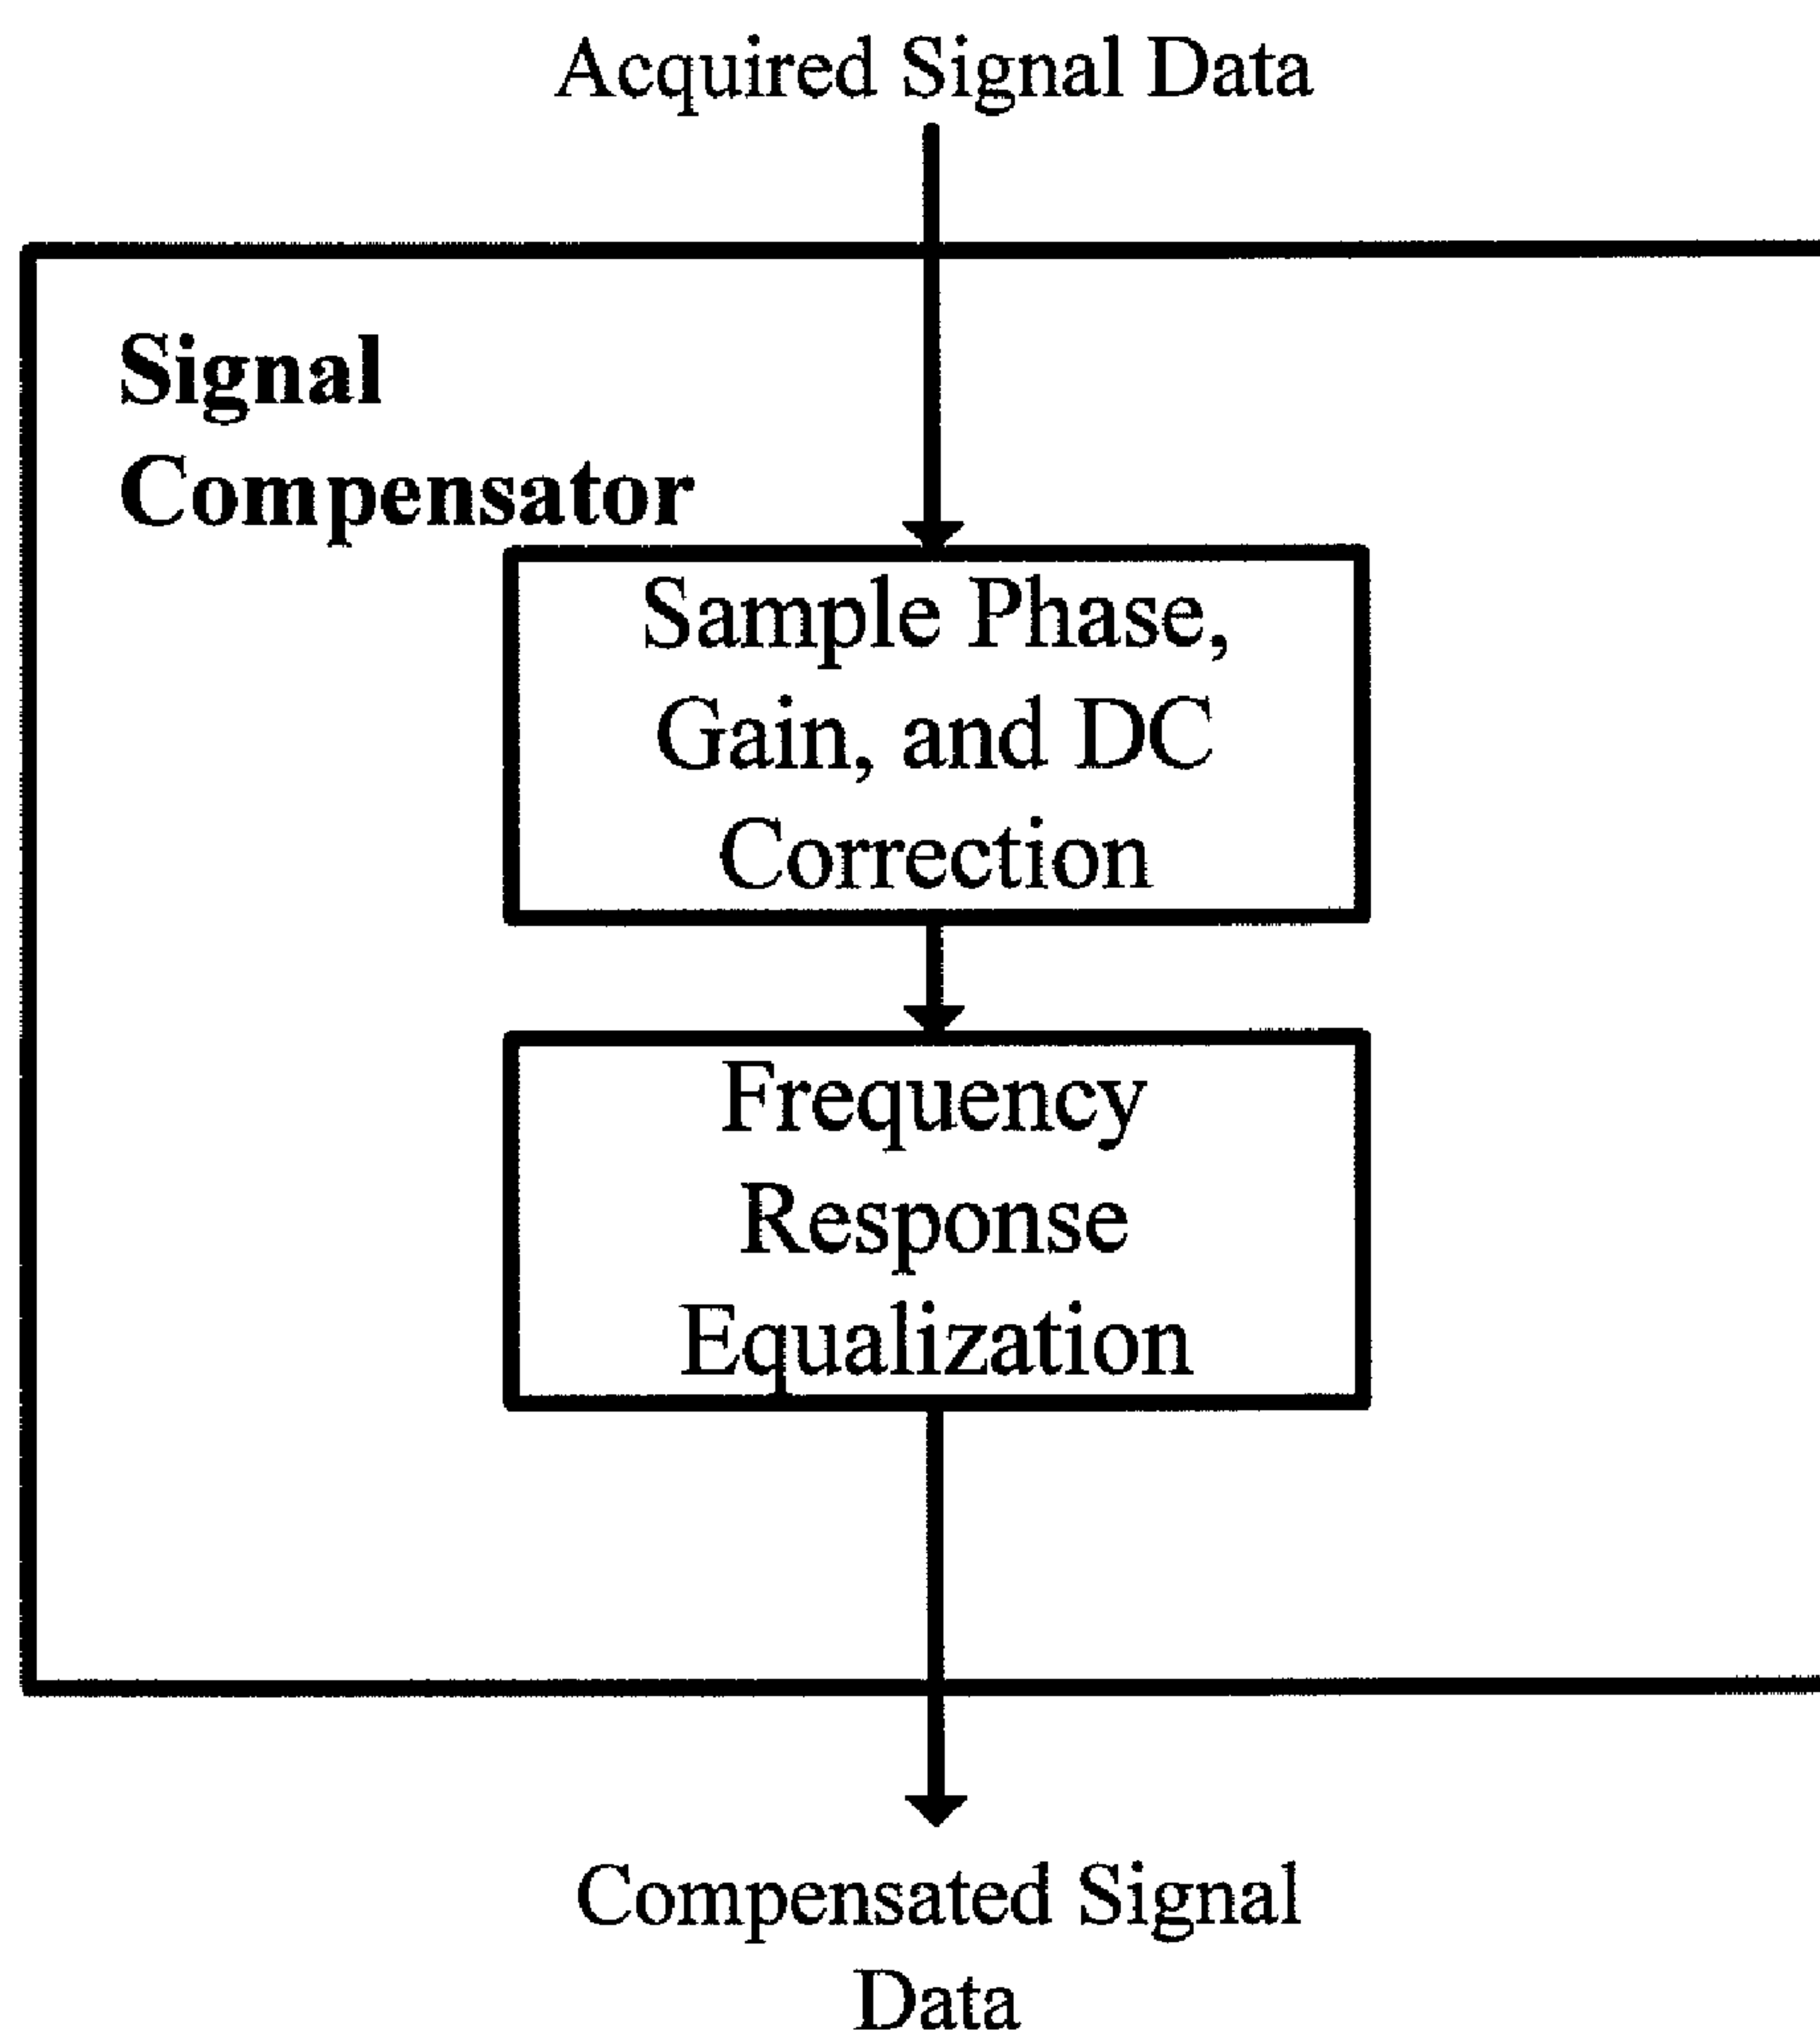 Acquired Signal Data
Signal
Compensator
Sample Phase,
Gain, and DC
Correction
Frequency
Response
Equalization
Compensated Signal
Data